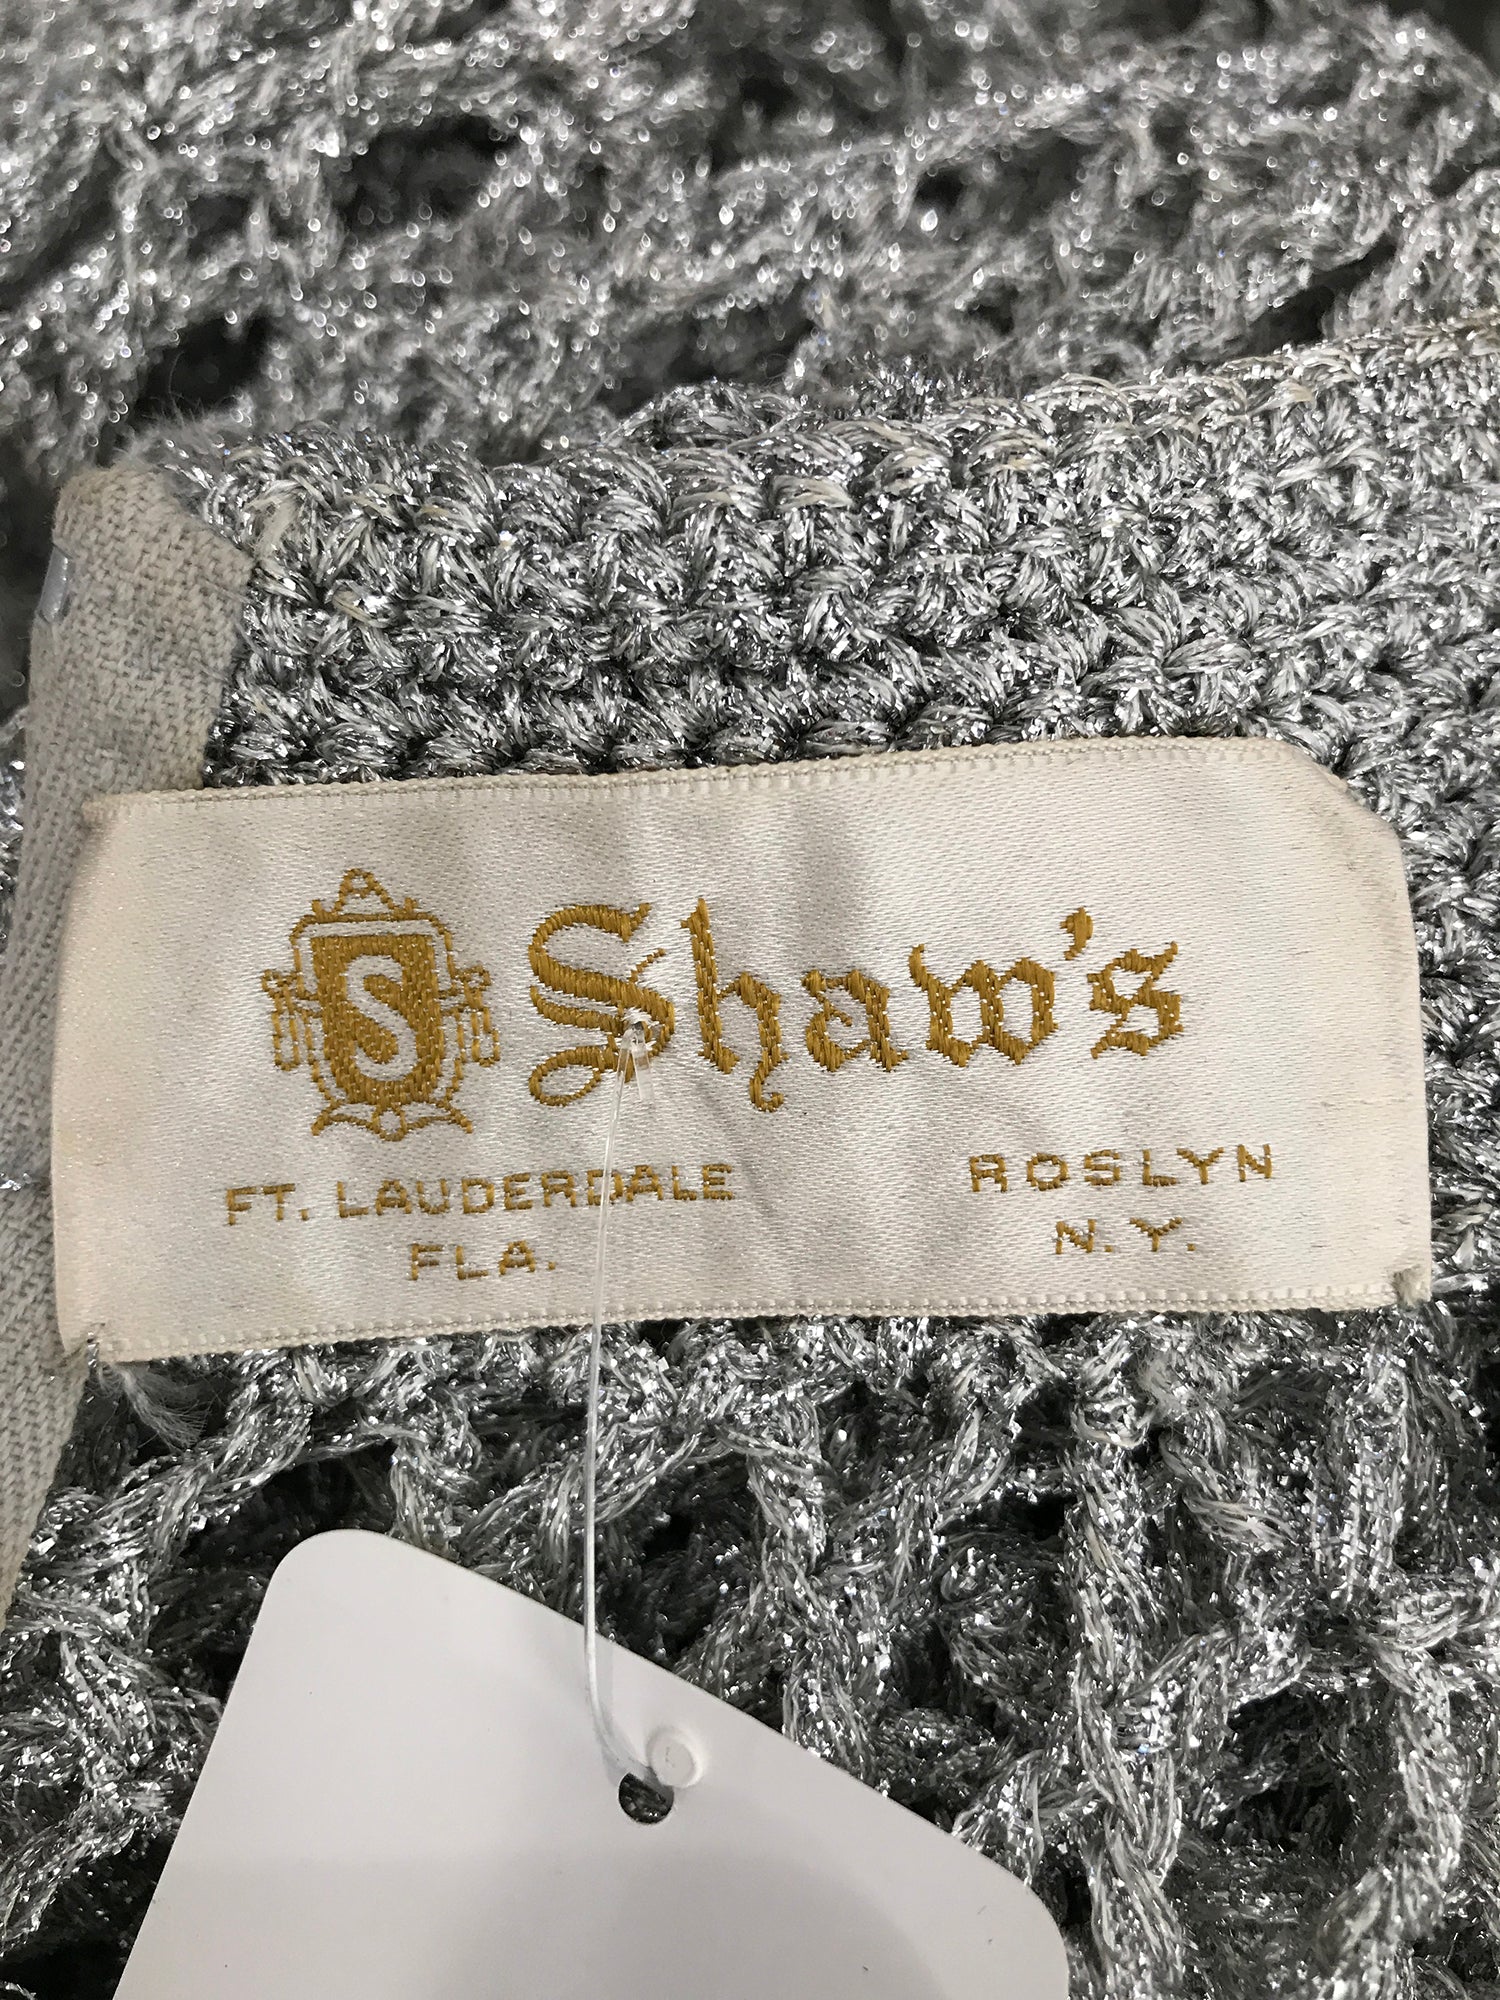 S Shaw's
FT. LAUDERDALE
FLA.
ROSLYN
N.Y.